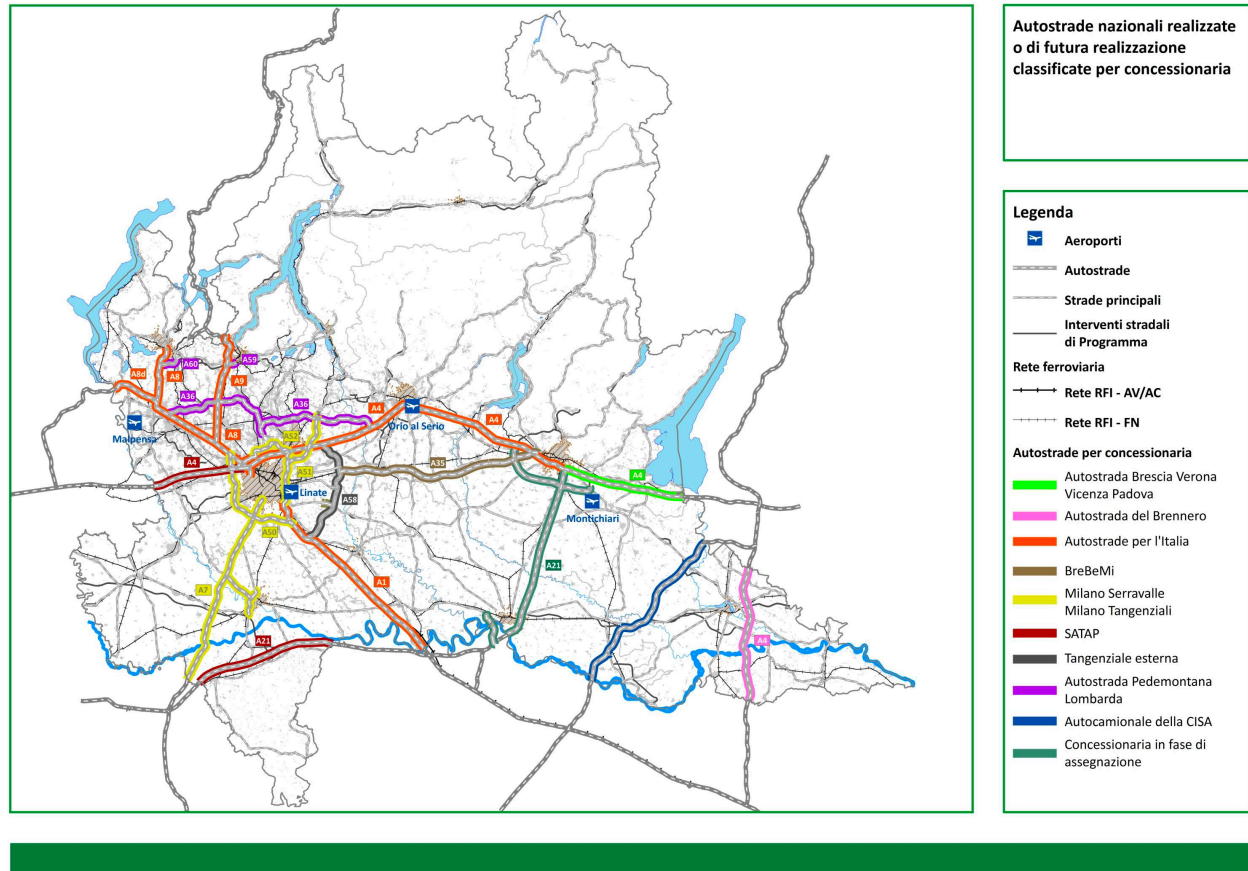 Autostrade nazionali realizzate
o di futura realizzazione
classificate per concessionaria
Legenda
Aeroporti
Autostrade
Strade principali
Interventi stradali
di Programma
Rete ferroviaria
Rete RFI - AV/AC
Rete RFI - FN
Autostrade per concessionaria
Autostrada Brescia Verona
Vicenza Padova
Autostrada del Brennero
Autostrade per l'Italia
BreBeMi
Milano Serravalle
Milano Tangenziali
SATAP
Tangenziale esterna
Autostrada Pedemontana
Lombarda
Autocamionale della CISA
Concessionaria in fase di
assegnazione
A8d
A8
A60
A59
A9
A36
A36
A4
Orio al Serio
Malpensa
A8
A52
A4
A4
A51
A35
A4
Linate
A58
Montichiari
A50
A21
A7
A1
A21
A4